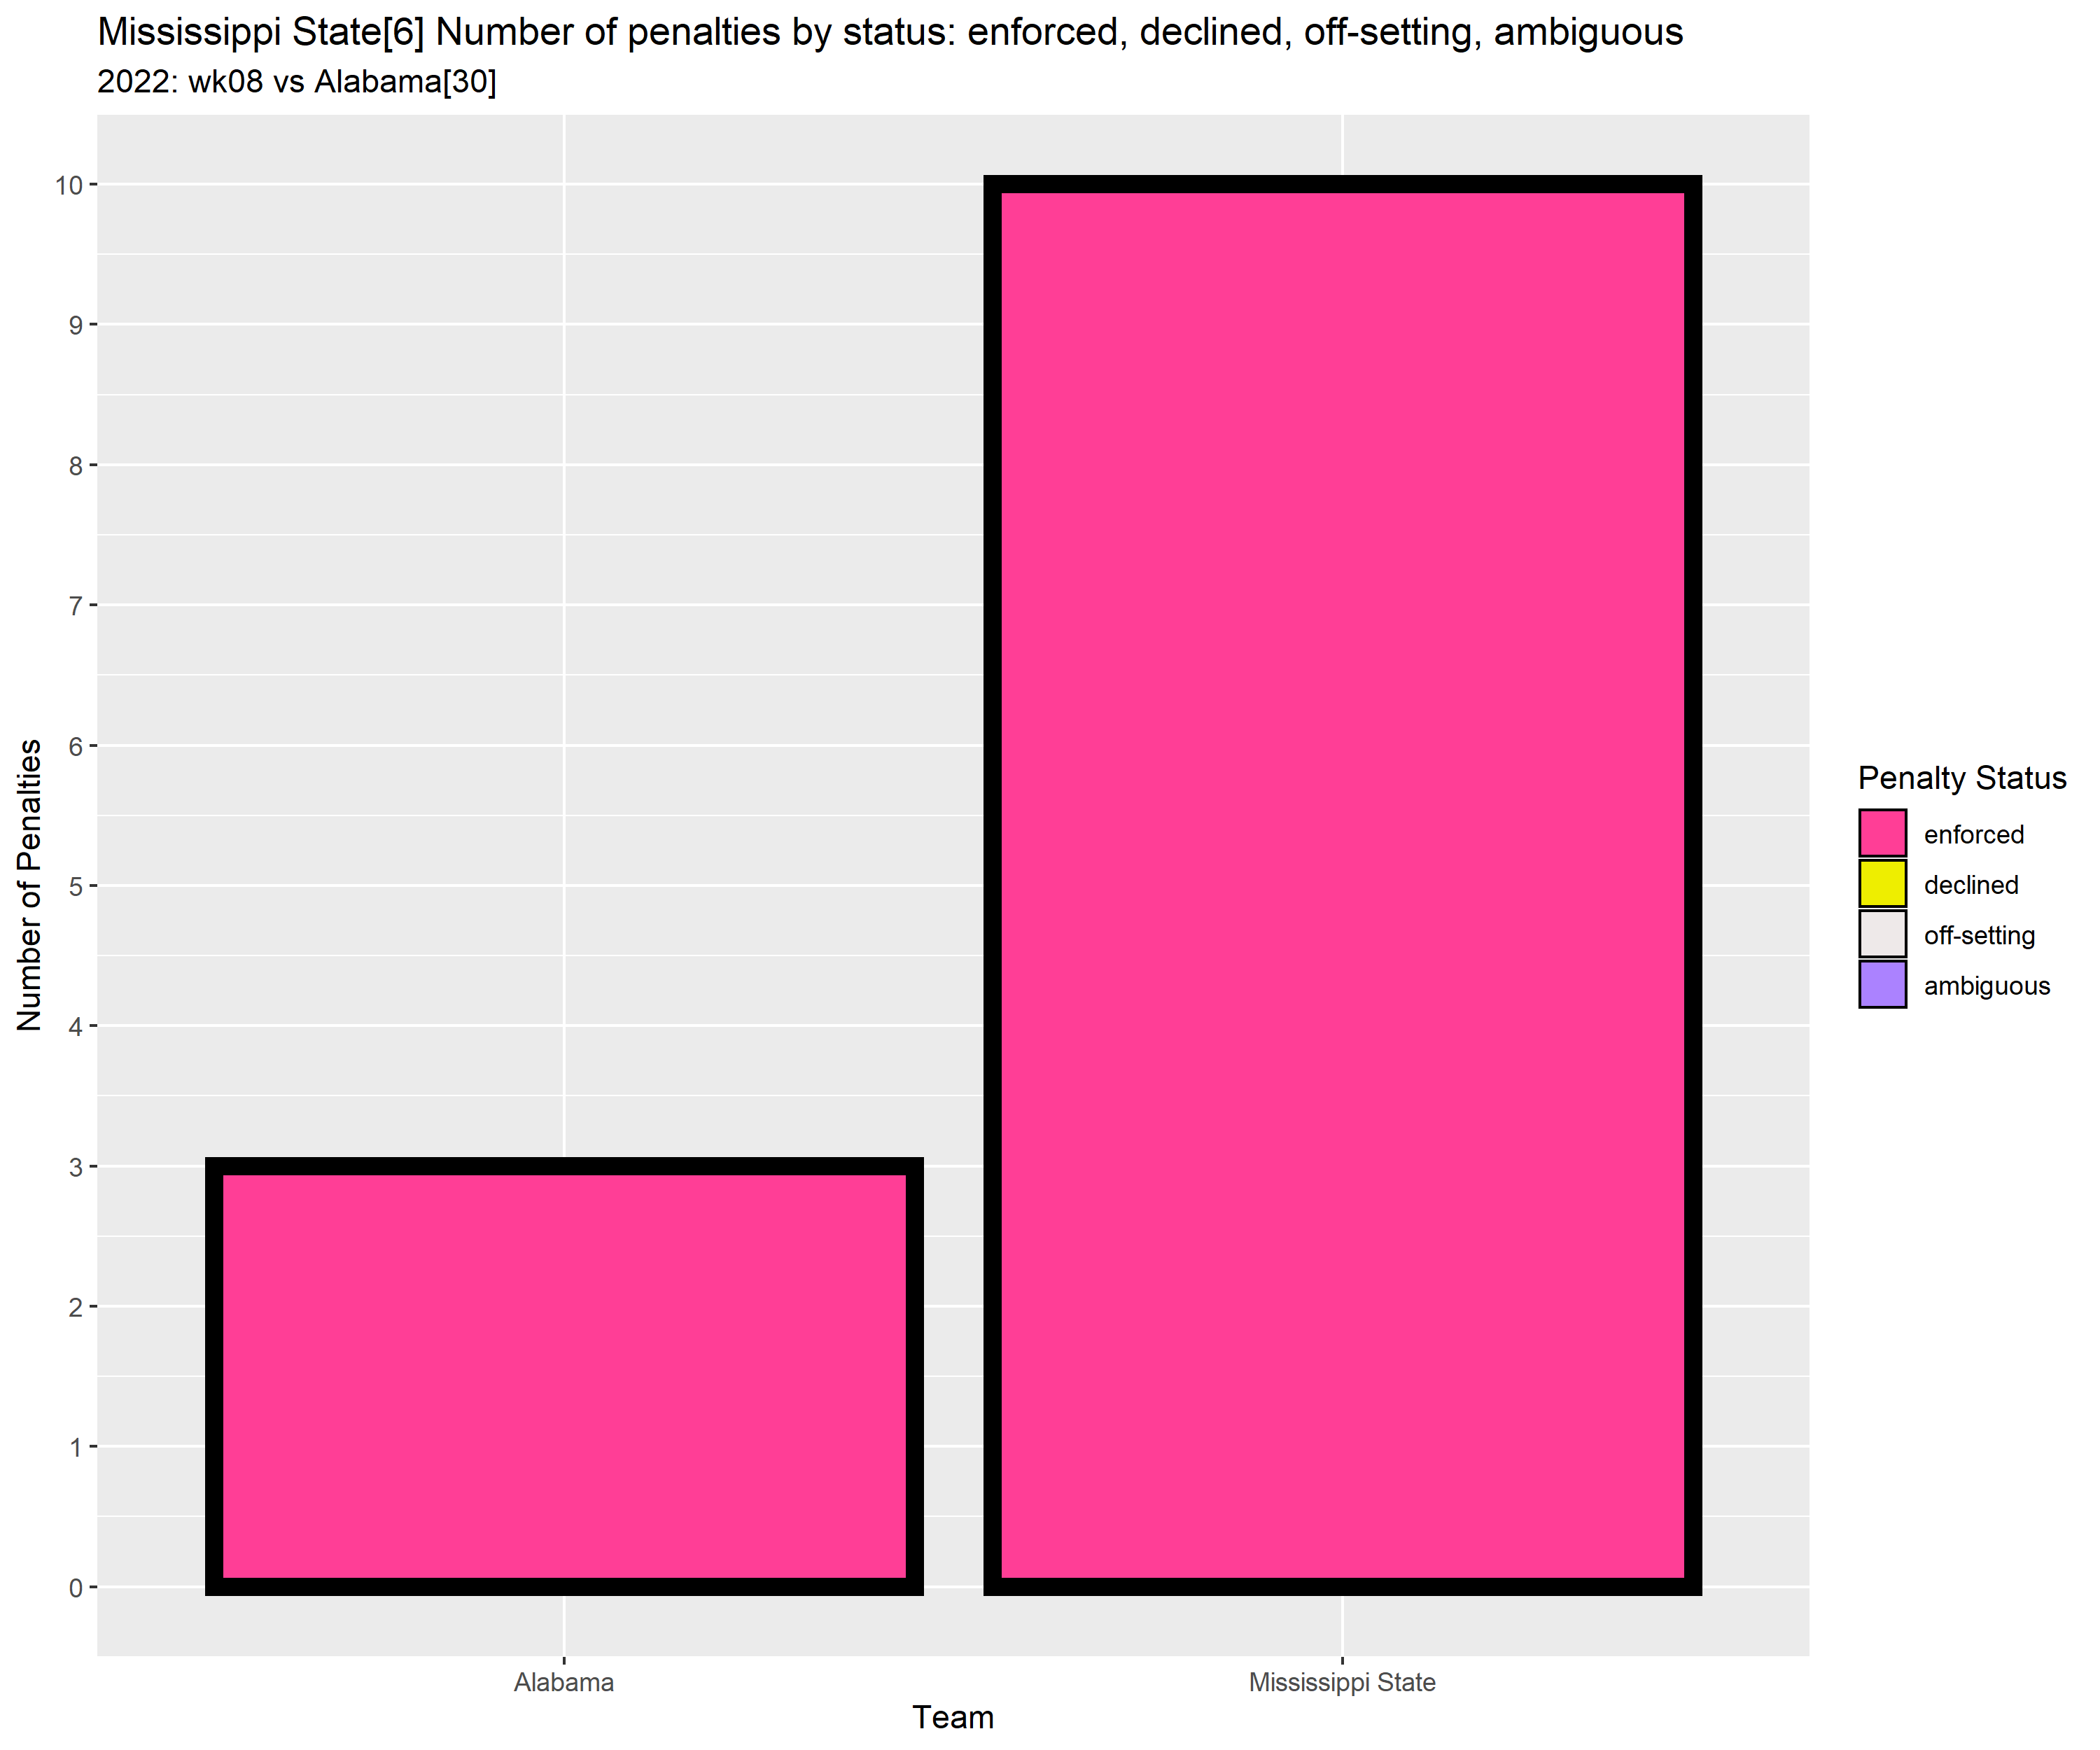 Mississippi State[6] Number of penalties by status: enforced, declined, off-setting, ambiguous
2022: wk08 vs Alabama[30]
10
9
8
7
6
5
4
3
2
1
0
Number of Penalties
Alabama
Mississippi State
Team
Penalty Status
enforced
declined
off-setting
ambiguous